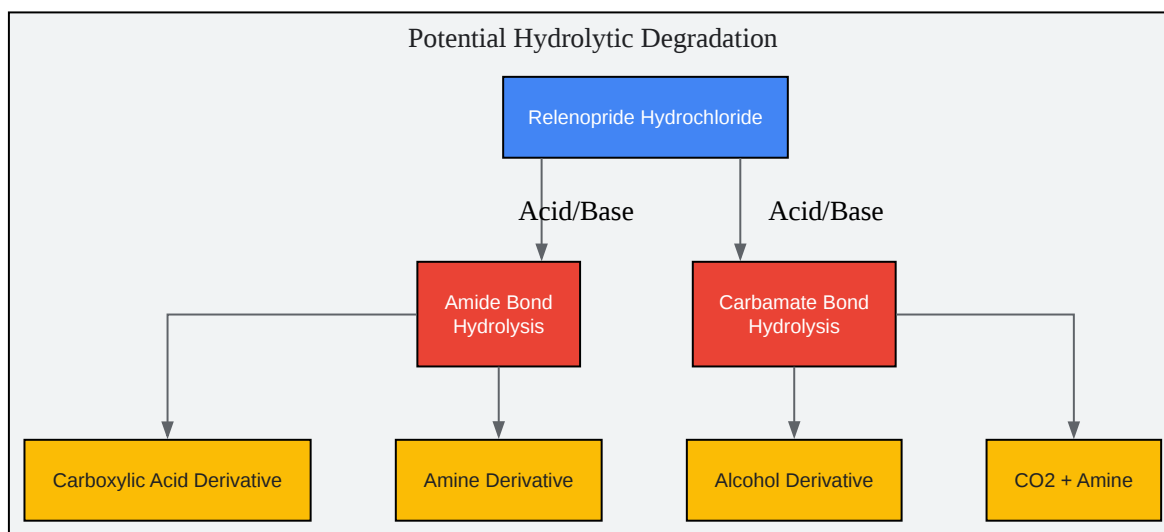 Potential Hydrolytic Degradation
Relenopride Hydrochloride
Acid/Base
Acid/Base
Amide Bond
Hydrolysis
Carbamate Bond
Hydrolysis
Carboxylic Acid Derivative
Amine Derivative
Alcohol Derivative
CO2 + Amine